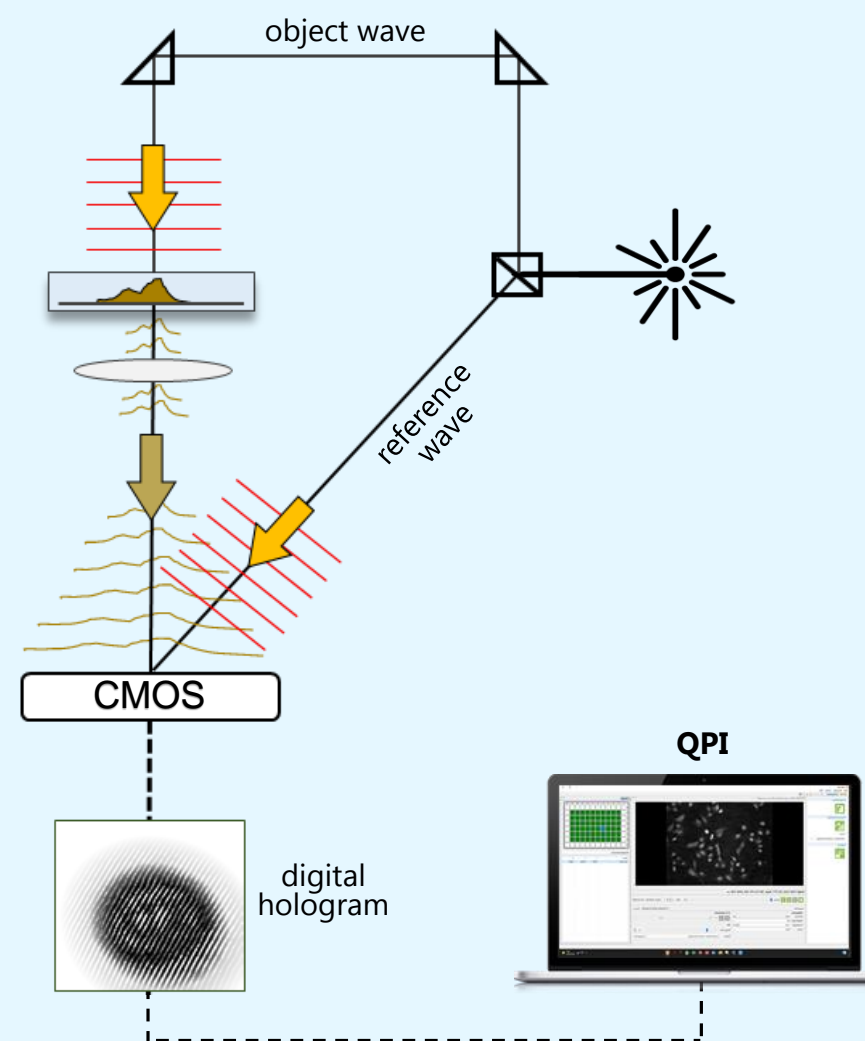 object wave
reference
wave
CMOS
QPI
digital
hologram